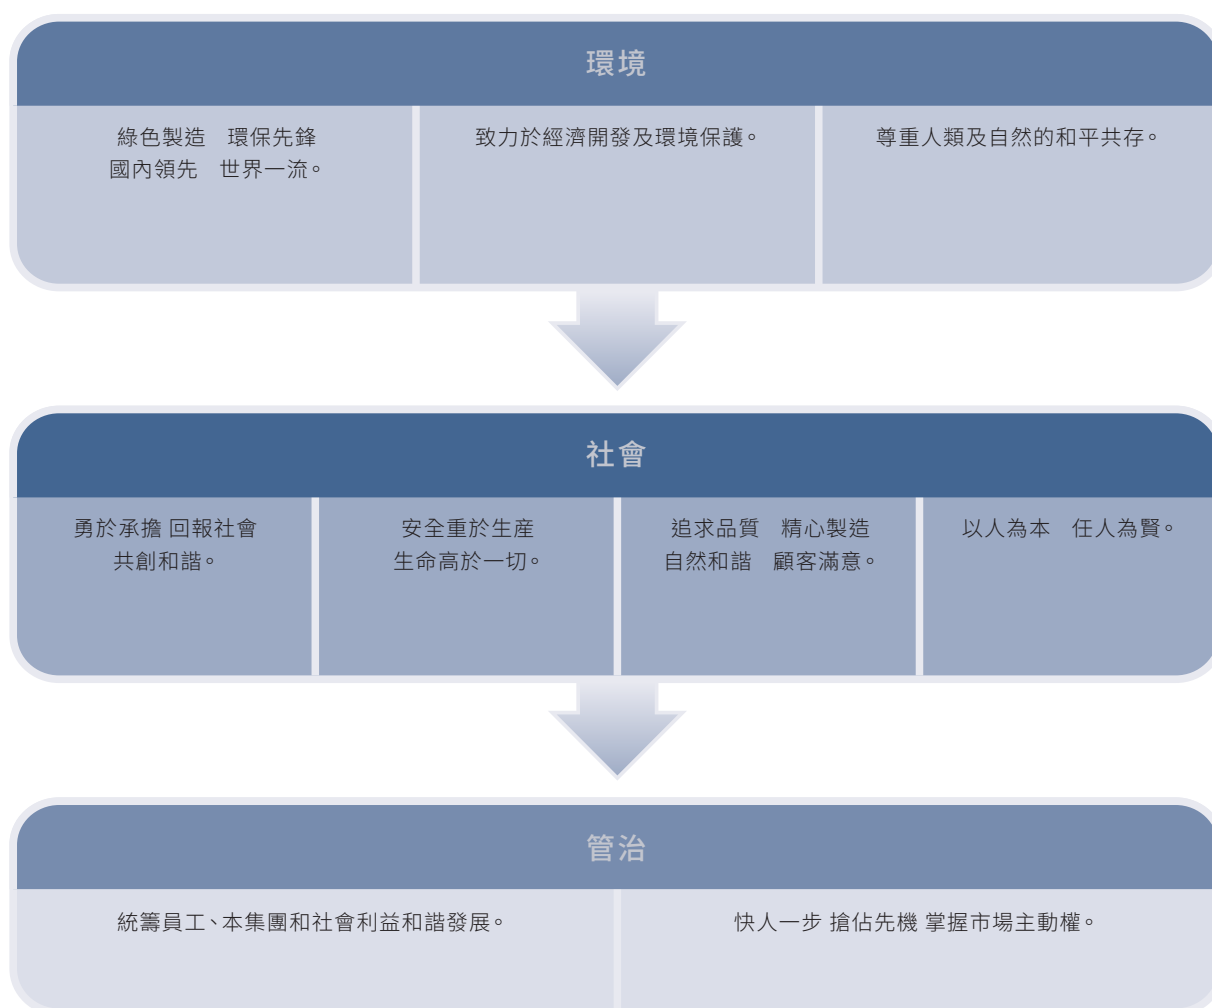 環境
綠色製造　環保先鋒
國內領先　世界一流。
致力於經濟開發及環境保護。
尊重人類及自然的和平共存。
社會
勇於承擔 回報社會
共創和諧。
安全重於生產
生命高於一切。
追求品質　精心製造
自然和諧　顧客滿意。
以人為本　任人為賢。
管治
統籌員工、本集團和社會利益和諧發展。
快人一步 搶佔先機 掌握市場主動權。